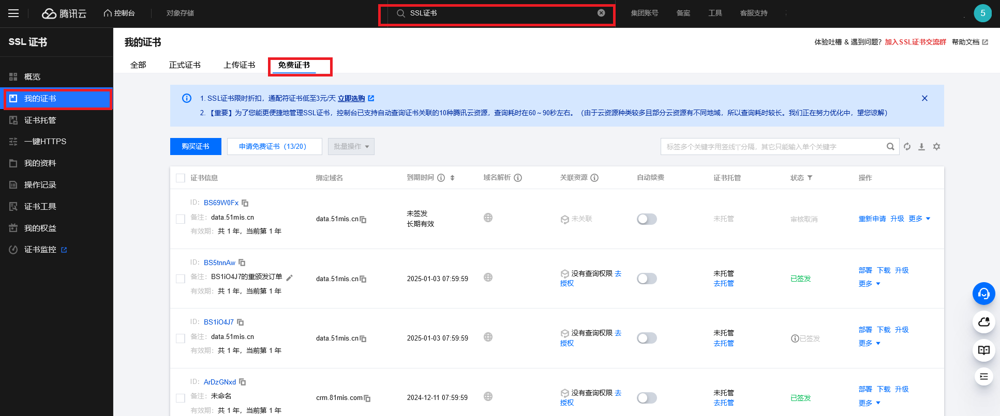 腾讯云 控制台 对象存储 SSL证书 集团账号 备案 工具 客服支持 5
SSL 证书
概览
我的证书
证书托管
一键HTTPS
我的资料
操作记录
证书工具
我的权益
证书监控
我的证书 体验吐槽 & 遇到问题? 加入SSL证书交流群 帮助文档
全部 正式证书 上传证书 免费证书
1. SSL证书限时折扣，通配符证书低至3元/天 立即选购
2. 【重要】为了您能更便捷地管理SSL证书，控制台已支持自动查询证书关联的10种腾讯云资源，查询耗时在60～90秒左右。（由于云资源种类较多且部分云资源有不同地域，所以查询耗时较长。我们正在努力优化中，望您谅解）
购买证书 申请免费证书（13/20） 批量操作 标签多个关键字用竖线“|”分隔，其它只能输入单个关键字
证书信息 绑定域名 到期时间 域名解析 关联资源 自动续费 证书托管 状态 操作
ID: BS69W0Fx
备注: data.51mis.cn
有效期: 共 1 年，当前第 1 年
data.51mis.cn
未签发
长期有效
未关联
未托管
审核取消
重新申请 升级 更多
ID: BS5tnnAw
备注: BS1iO4J7的重颁发订单
有效期: 共 1 年，当前第 1 年
data.51mis.cn
2025-01-03 07:59:59
没有查询权限 去
授权
未托管
去托管
已签发
部署 下载 升级
更多
ID: BS1iO4J7
备注: data.51mis.cn
有效期: 共 1 年，当前第 1 年
data.51mis.cn
2025-01-03 07:59:59
没有查询权限 去
授权
未托管
去托管
已签发
部署 下载 升级
更多
ID: ArDzGNxd
备注: 未命名
有效期: 共 1 年，当前第 1 年
crm.81mis.com
2024-12-11 07:59:59
没有查询权限 去
授权
未托管
去托管
已签发
部署 下载 升级
更多